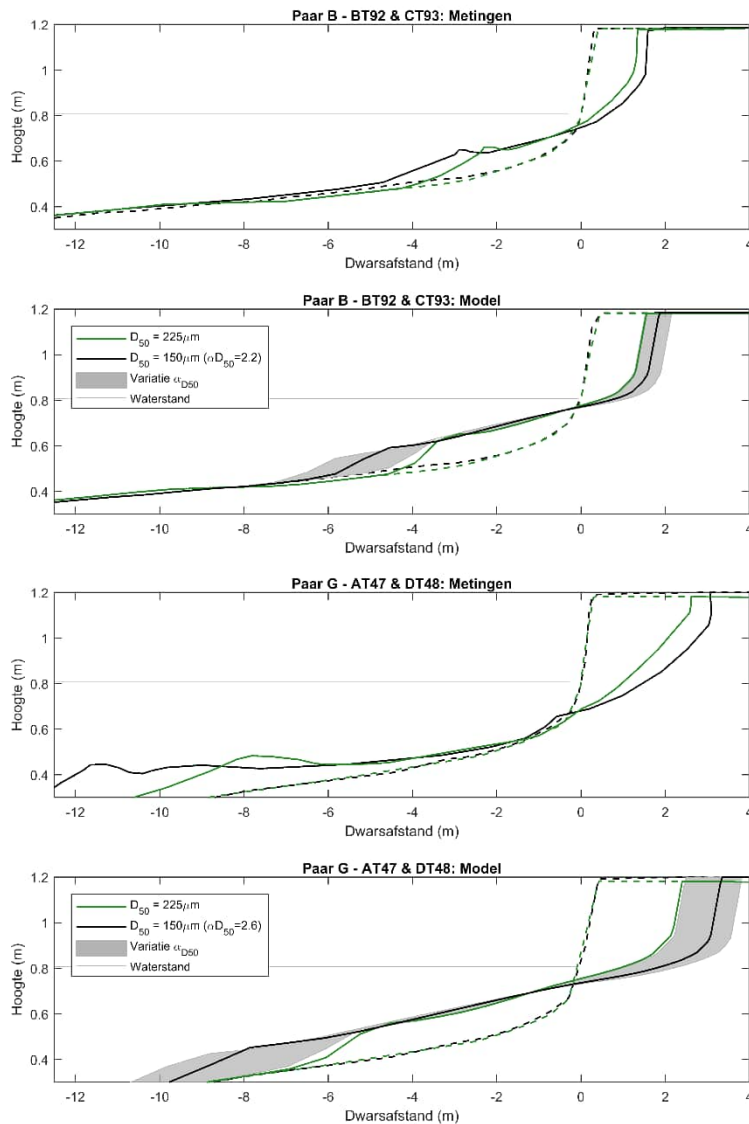 Paar B - BT92 & CT93: Metingen
1.2
1
0.8
0.6
0.4
Hoogte (m)
-12 -10 -8 -6 -4 -2 0 2 4
Dwarsafstand (m)
Paar B - BT92 & CT93: Model
1.2
1
0.8
0.6
0.4
Hoogte (m)
D50 = 225μm
D50 = 150μm (αD50=2.2)
Variatie αD50
Waterstand
-12 -10 -8 -6 -4 -2 0 2 4
Dwarsafstand (m)
Paar G - AT47 & DT48: Metingen
1.2
1
0.8
0.6
0.4
Hoogte (m)
-12 -10 -8 -6 -4 -2 0 2 4
Dwarsafstand (m)
Paar G - AT47 & DT48: Model
1.2
1
0.8
0.6
0.4
Hoogte (m)
D50 = 225μm
D50 = 150μm (αD50=2.6)
Variatie αD50
Waterstand
-12 -10 -8 -6 -4 -2 0 2 4
Dwarsafstand (m)